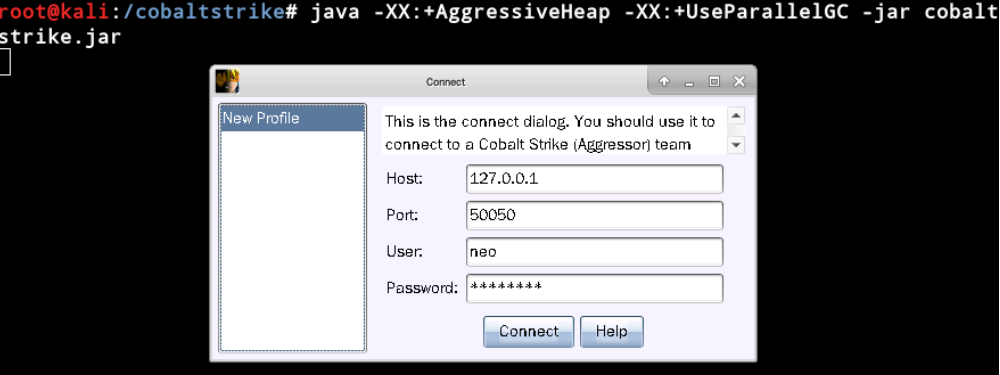 root@kali:/cobaltstrike# java -XX:+AggressiveHeap -XX:+UseParallelGC -jar cobalt
strike.jar
Connect
New Profile
This is the connect dialog. You should use it to
connect to a Cobalt Strike (Aggressor) team
Host: 127.0.0.1
Port: 50050
User: neo
Password: ********
Connect Help